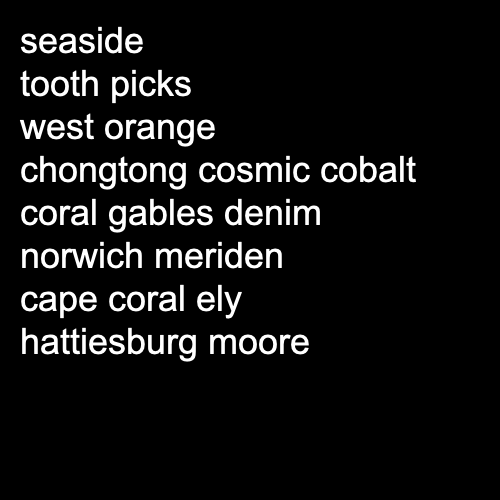 seaside
tooth picks
west orange
chongtong cosmic cobalt
coral gables denim
norwich meriden
cape coral ely
hattiesburg moore